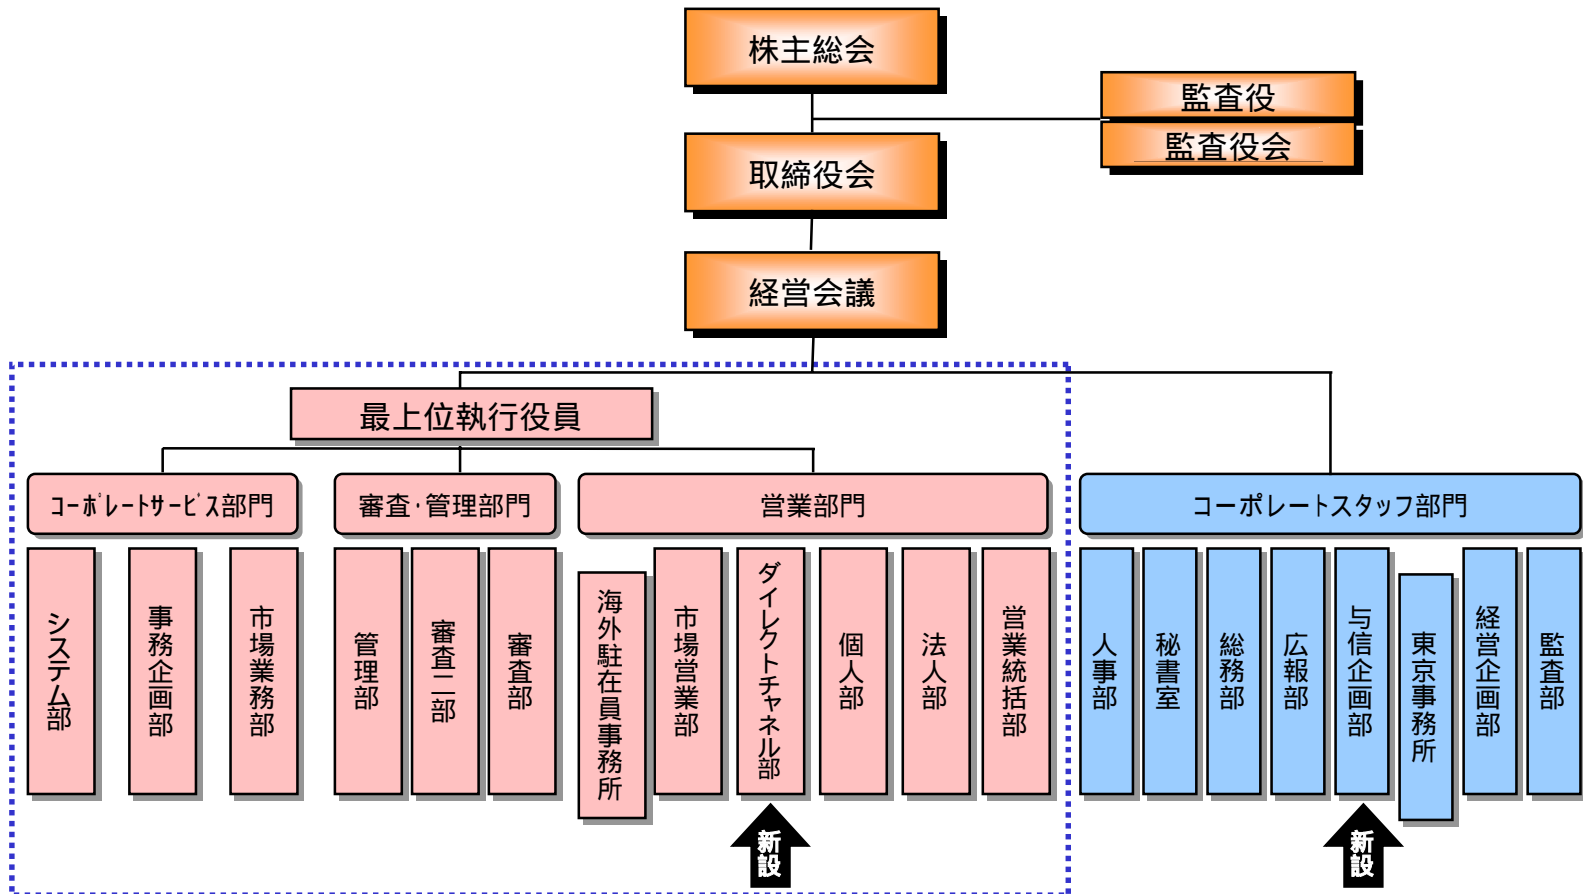 株主総会
監査役
監査役会
取締役会
経営会議
最上位執行役員
ｺｰﾎﾟﾚｰﾄｻｰﾋﾞｽ部門
審査・管理部門
営業部門
コーポレートスタッフ部門
システム部
事務企画部
市場業務部
管理部
審査二部
審査部
海外駐在員事務所
市場営業部
ダイレクトチャネル部
個人部
法人部
営業統括部
人事部
秘書室
総務部
広報部
与信企画部
東京事務所
経営企画部
監査部
新設
新設